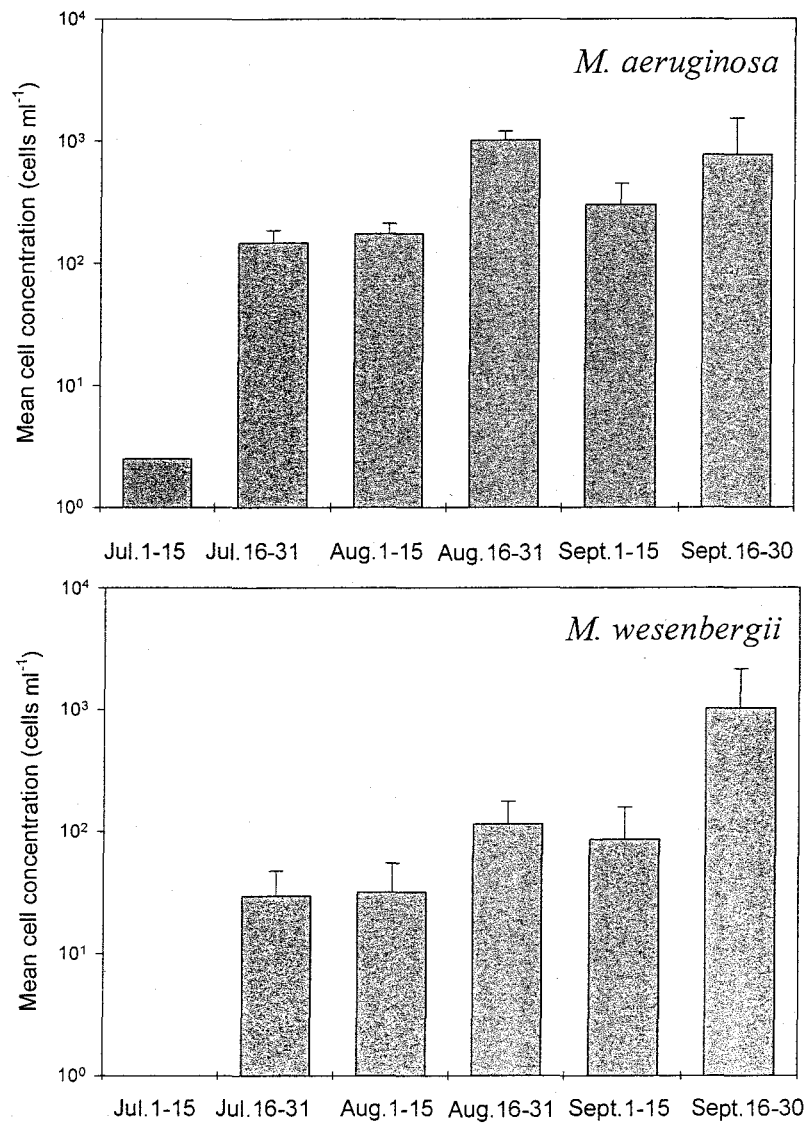 10⁴
M. aeruginosa
10³
10²
10¹
10⁰
Mean cell concentration (cells ml⁻¹)
Jul.1-15 Jul.16-31 Aug.1-15 Aug.16-31 Sept.1-15 Sept.16-30
10⁴
M. wesenbergii
10³
10²
10¹
10⁰
Mean cell concentration (cells ml⁻¹)
Jul.1-15 Jul.16-31 Aug.1-15 Aug.16-31 Sept.1-15 Sept.16-30